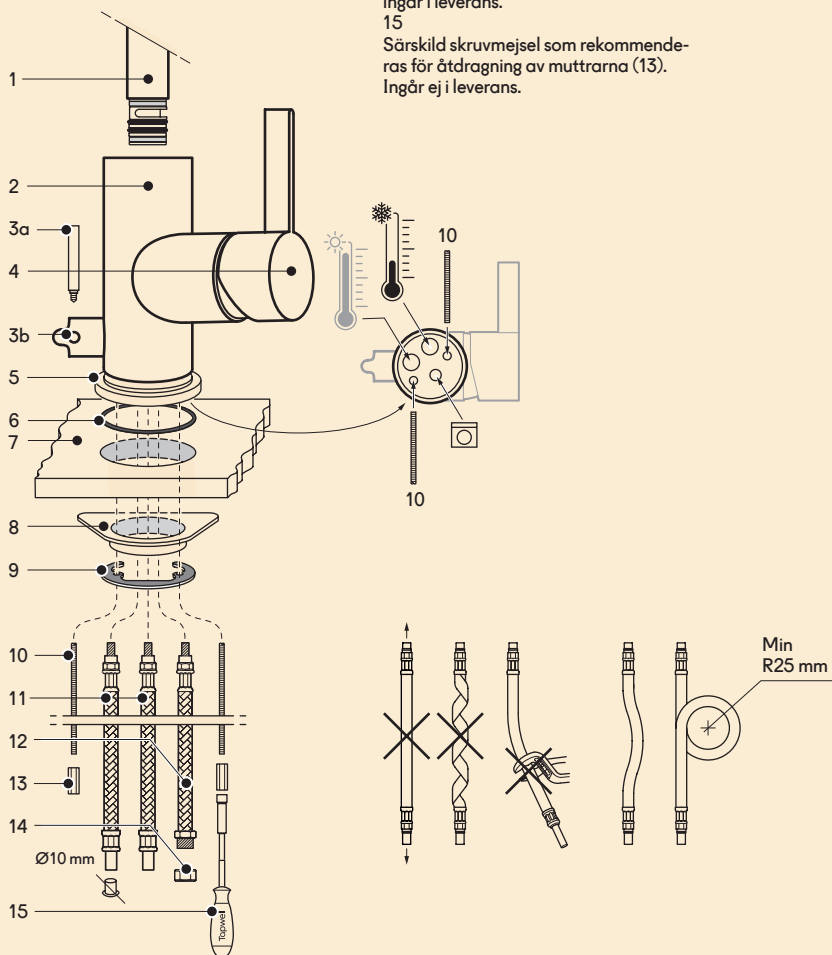 ingår i leverans.
15
Särskild skruvmejsel som rekommende-
ras för åtdragning av muttrarna (13).
Ingår ej i leverans.
1
2
3a
4
3b
5
6
7
8
9
10
10
10
11
12
13
14
Ø10 mm
15
Tapwell
Min
R25 mm